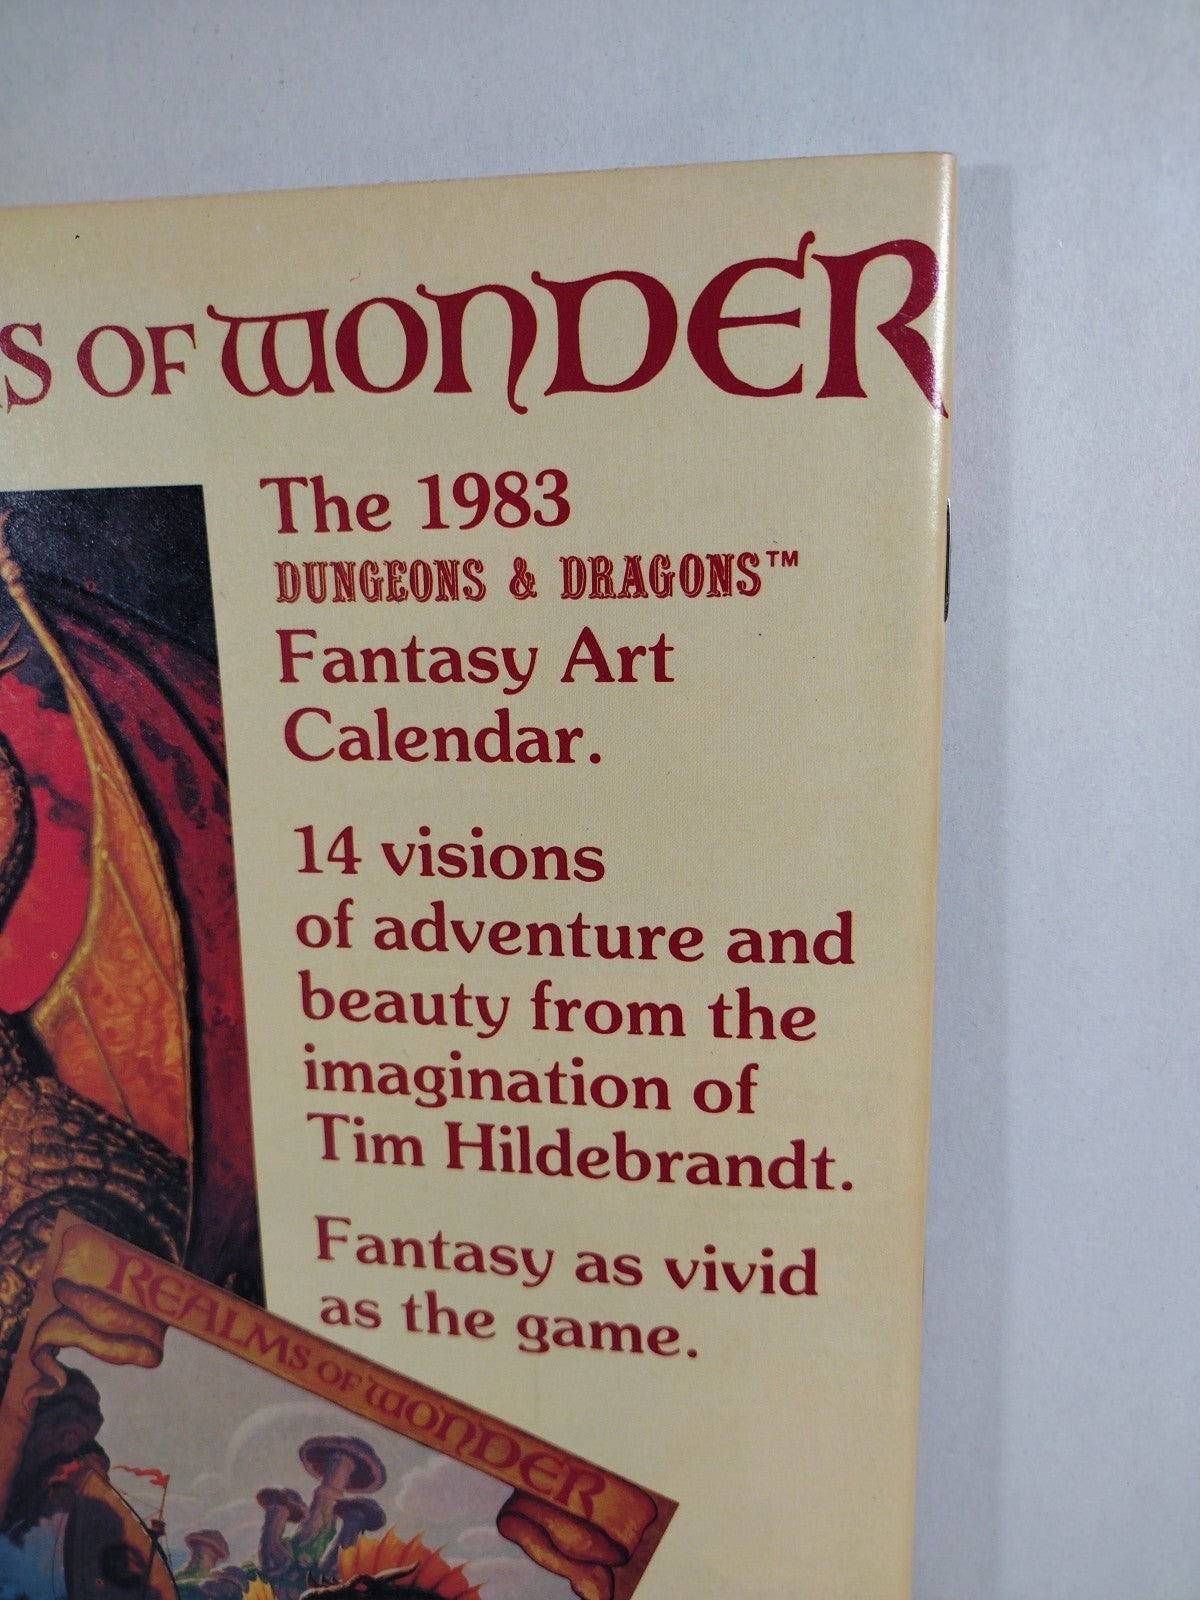 OF WONDER
The 1983
DUNGEONS & DRAGONS™
Fantasy Art
Calendar.
14 visions
of adventure and
beauty from the
imagination of
Tim Hildebrandt.
Fantasy as vivid
as the game.
REALMS OF WONDER